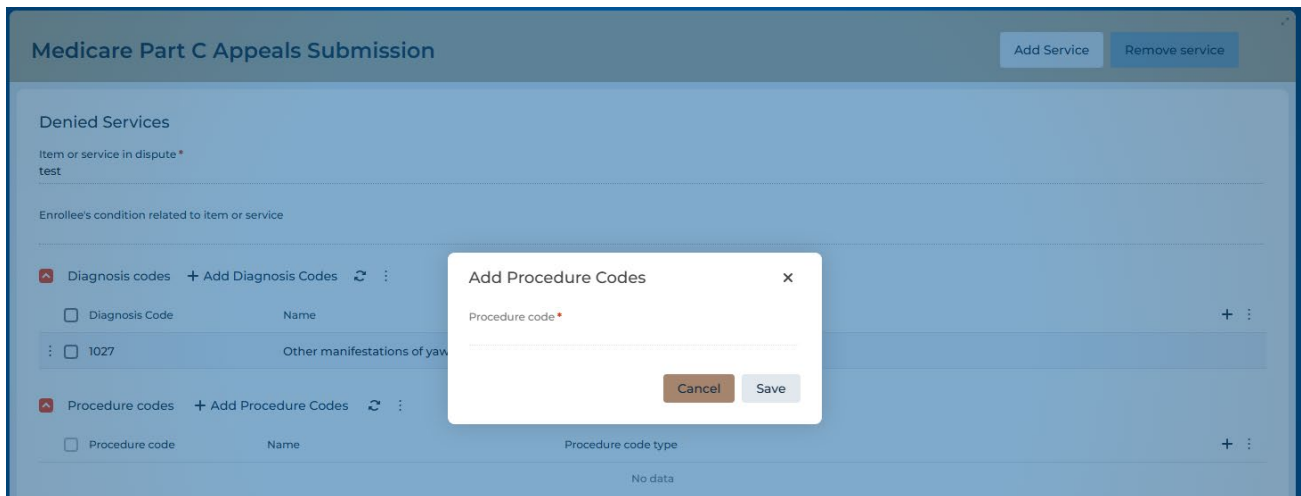 Medicare Part C Appeals Submission
Add Service
Remove service
Denied Services
Item or service in dispute *
test
Enrollee's condition related to item or service
Diagnosis codes + Add Diagnosis Codes
Diagnosis Code Name
1027 Other manifestations of yaw
Add Procedure Codes
Procedure code *
Cancel Save
Procedure codes + Add Procedure Codes
Procedure code Name Procedure code type
No data